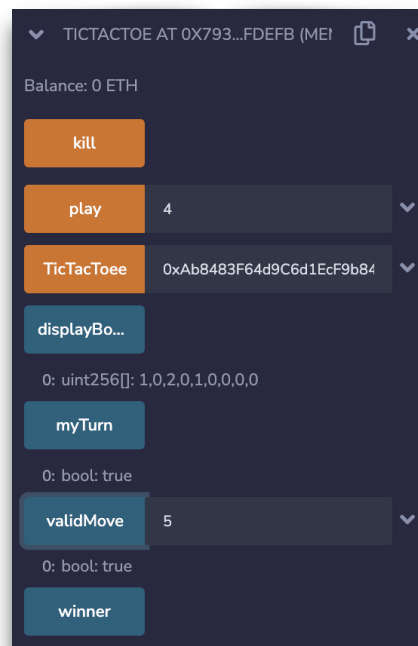 TICTACTOE AT 0X793...FDEFB (MEI
Balance: 0 ETH
kill
play 4
TicTacToee 0xAb8483F64d9C6d1EcF9b84
displayBo...
0: uint256[]: 1,0,2,0,1,0,0,0,0
myTurn
0: bool: true
validMove 5
0: bool: true
winner